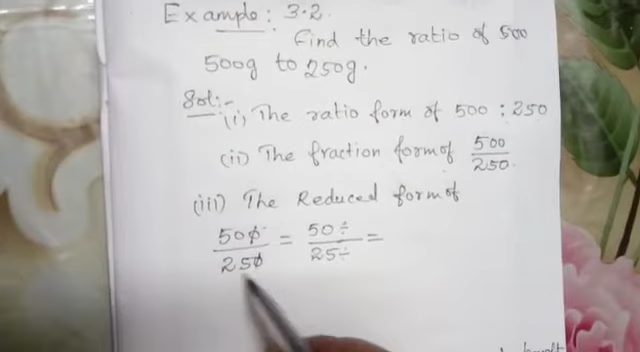 Example: 3.2.
Find the ratio of 500
500g to 250g.
Sol:-
(i) The ratio form of 500 : 250
(ii) The fraction form of 500/250.
(iii) The Reduced form of
500/250 = 50÷/25÷ =